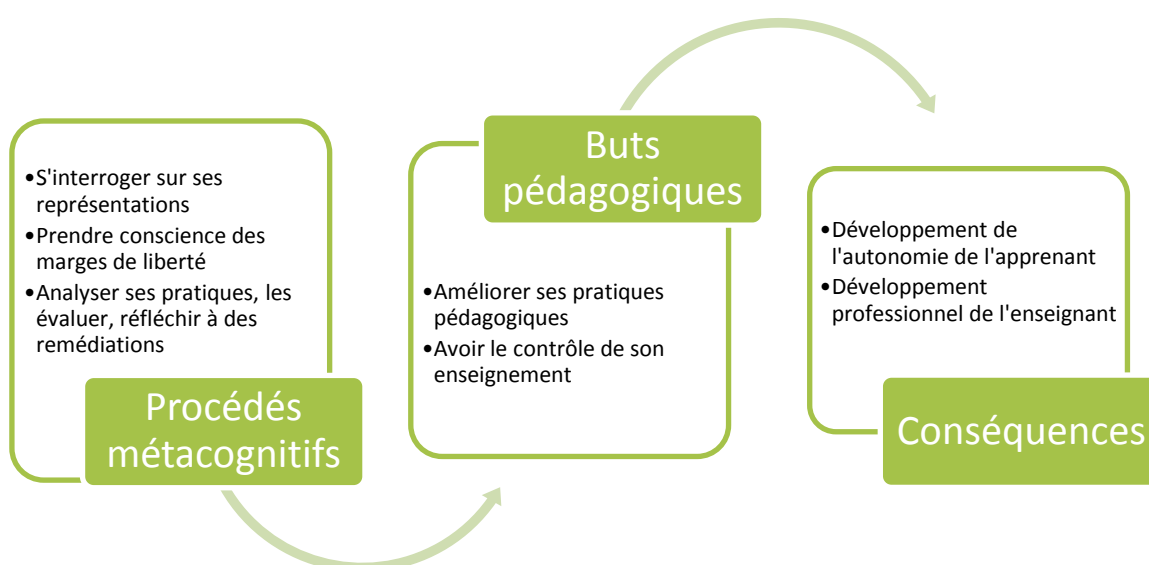 •S'interroger sur ses
représentations
•Prendre conscience des
marges de liberté
•Analyser ses pratiques, les
évaluer, réfléchir à des
remédiations
Procédés
métacognitifs
Buts
pédagogiques
•Améliorer ses pratiques
pédagogiques
•Avoir le contrôle de son
enseignement
•Développement de
l'autonomie de l'apprenant
•Développement
professionnel de l'enseignant
Conséquences